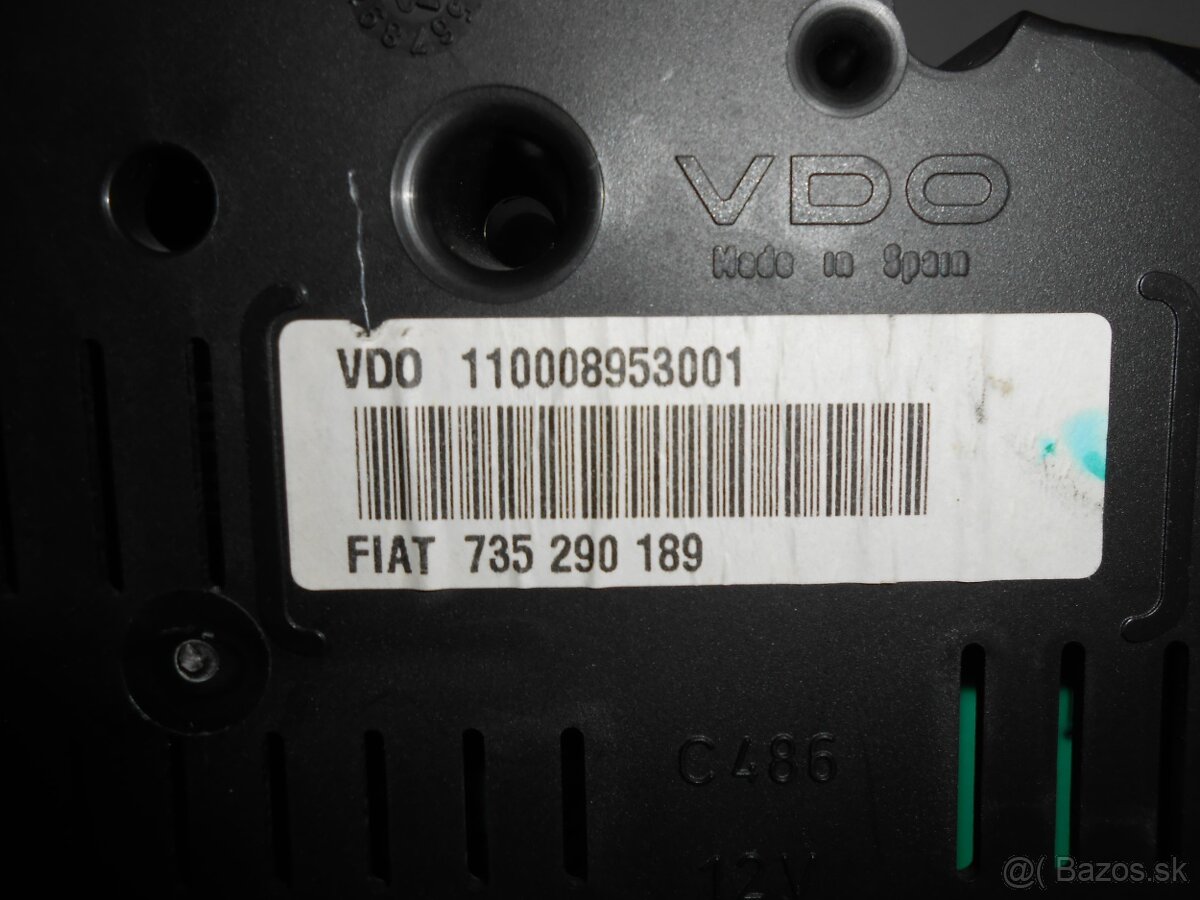 VDO
Made in Spain
VDO 110008953001
FIAT 735 290 189
C486
12V
@( Bazos.sk